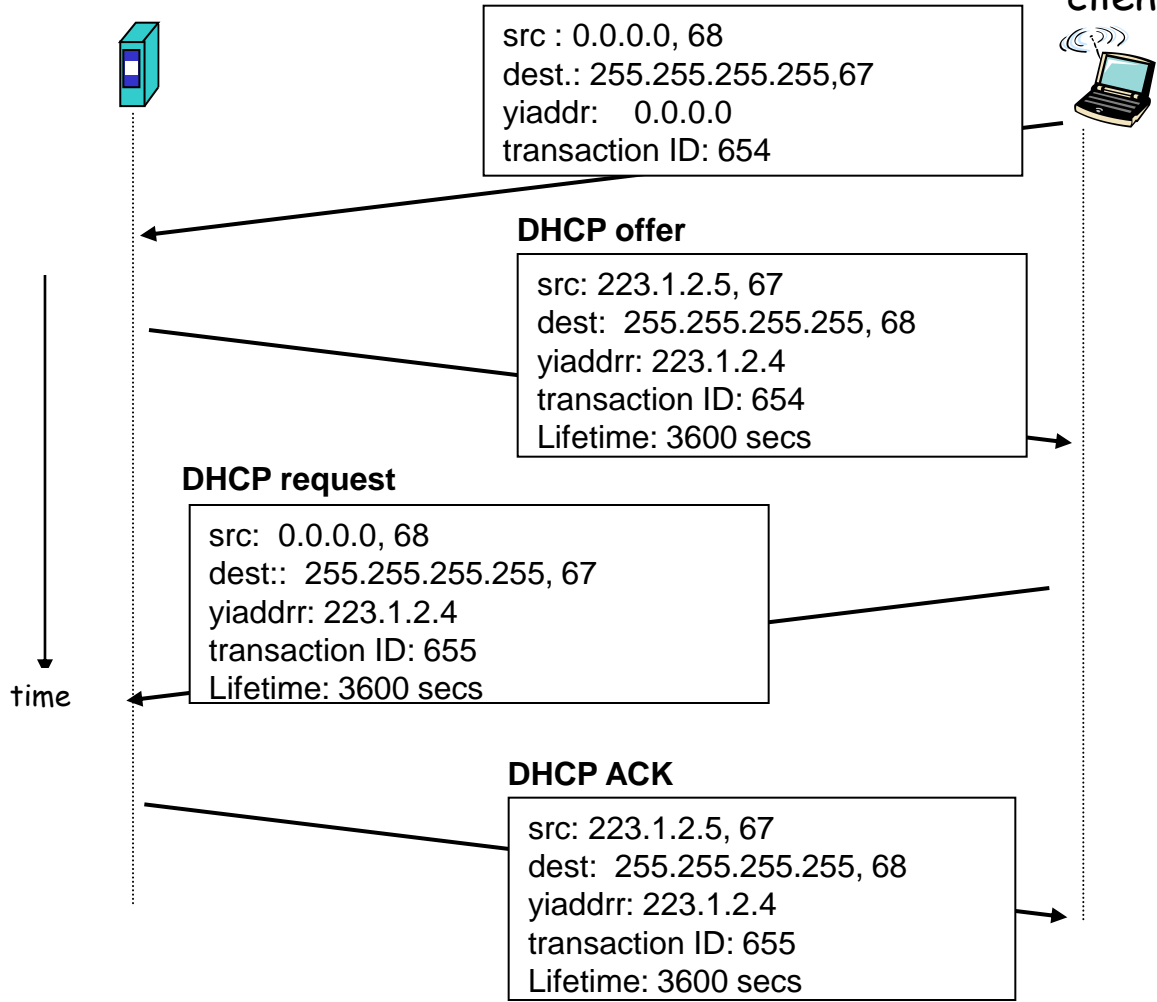 clien
src : 0.0.0.0, 68
dest.: 255.255.255.255,67
yiaddr: 0.0.0.0
transaction ID: 654
DHCP offer
src: 223.1.2.5, 67
dest: 255.255.255.255, 68
yiaddrr: 223.1.2.4
transaction ID: 654
Lifetime: 3600 secs
DHCP request
src: 0.0.0.0, 68
dest:: 255.255.255.255, 67
yiaddrr: 223.1.2.4
transaction ID: 655
Lifetime: 3600 secs
time
DHCP ACK
src: 223.1.2.5, 67
dest: 255.255.255.255, 68
yiaddrr: 223.1.2.4
transaction ID: 655
Lifetime: 3600 secs